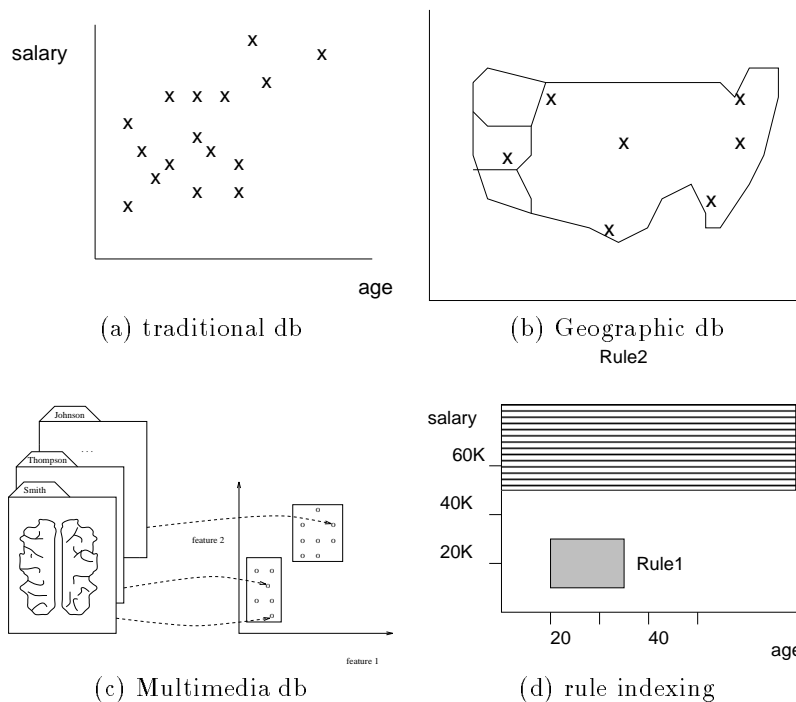 salary
x x x x x x x x x x x x x x x x x
age
(a) traditional db
x x x x x x x
(b) Geographic db
Johnson
...
Thompson
Smith
feature 2
feature 1
(c) Multimedia db
Rule2
salary
60K
40K
20K
Rule1
20 40
age
(d) rule indexing